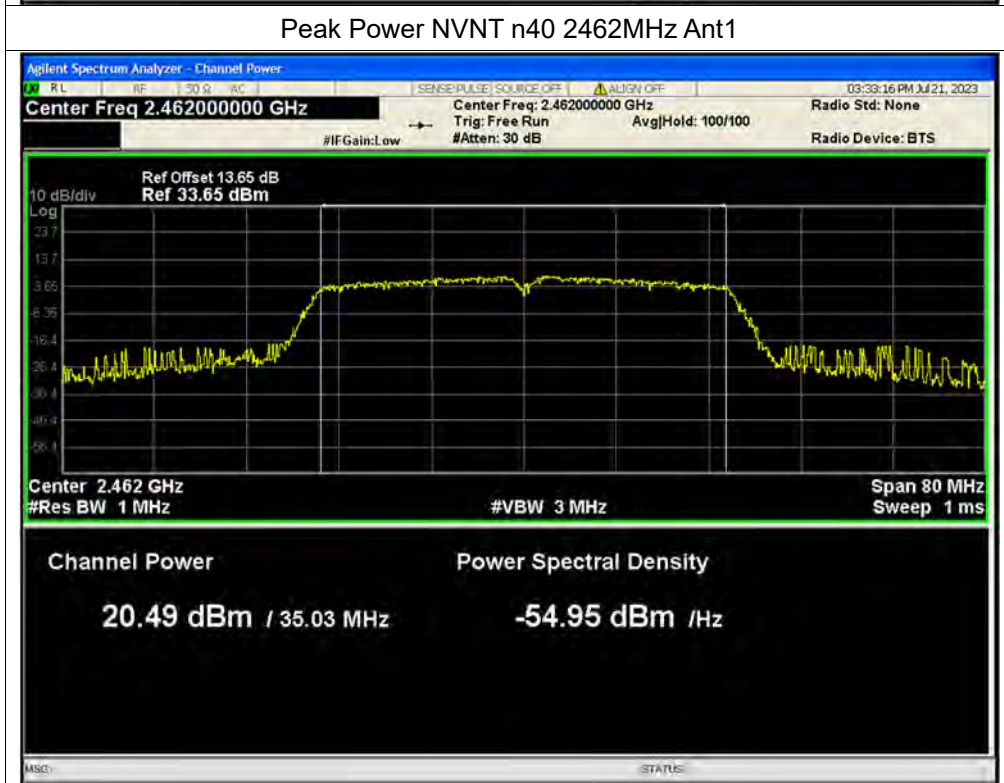 Peak Power NVNT n40 2462MHz Ant1
Agilent Spectrum Analyzer - Channel Power
RL RF 50 Ω AC SENSE:PULSE SOURCE OFF ALIGN OFF 03:33:16 PM Jul 21, 2023
Center Freq 2.462000000 GHz Center Freq: 2.462000000 GHz Radio Std: None
Trig: Free Run Avg|Hold: 100/100
#IFGain:Low #Atten: 30 dB Radio Device: BTS
Ref Offset 13.65 dB
10 dB/div Ref 33.65 dBm
Log
23.7
13.7
3.65
-6.35
-16.4
-26.4
-36.4
-46.4
-56.4
Center 2.462 GHz Span 80 MHz
#Res BW 1 MHz #VBW 3 MHz Sweep 1 ms
Channel Power Power Spectral Density
20.49 dBm / 35.03 MHz -54.95 dBm /Hz
MSG STATUS